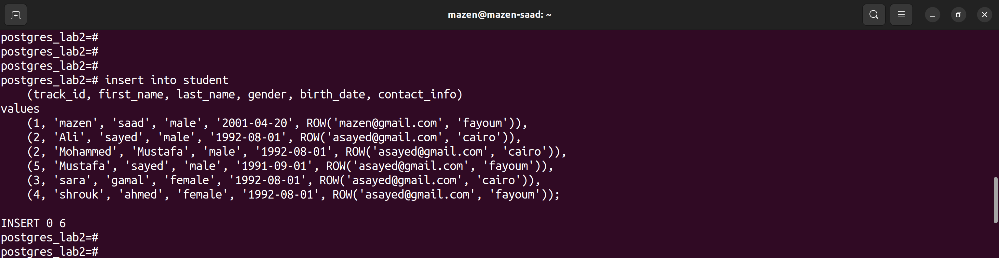 mazen@mazen-saad: ~
postgres_lab2=#
postgres_lab2=#
postgres_lab2=#
postgres_lab2=# insert into student
    (track_id, first_name, last_name, gender, birth_date, contact_info)
values
    (1, 'mazen', 'saad', 'male', '2001-04-20', ROW('mazen@gmail.com', 'fayoum')),
    (2, 'Ali', 'sayed', 'male', '1992-08-01', ROW('asayed@gmail.com', 'cairo')),
    (2, 'Mohammed', 'Mustafa', 'male', '1992-08-01', ROW('asayed@gmail.com', 'cairo')),
    (5, 'Mustafa', 'sayed', 'male', '1991-09-01', ROW('asayed@gmail.com', 'fayoum')),
    (3, 'sara', 'gamal', 'female', '1992-08-01', ROW('asayed@gmail.com', 'cairo')),
    (4, 'shrouk', 'ahmed', 'female', '1992-08-01', ROW('asayed@gmail.com', 'fayoum'));
INSERT 0 6
postgres_lab2=#
postgres_lab2=#